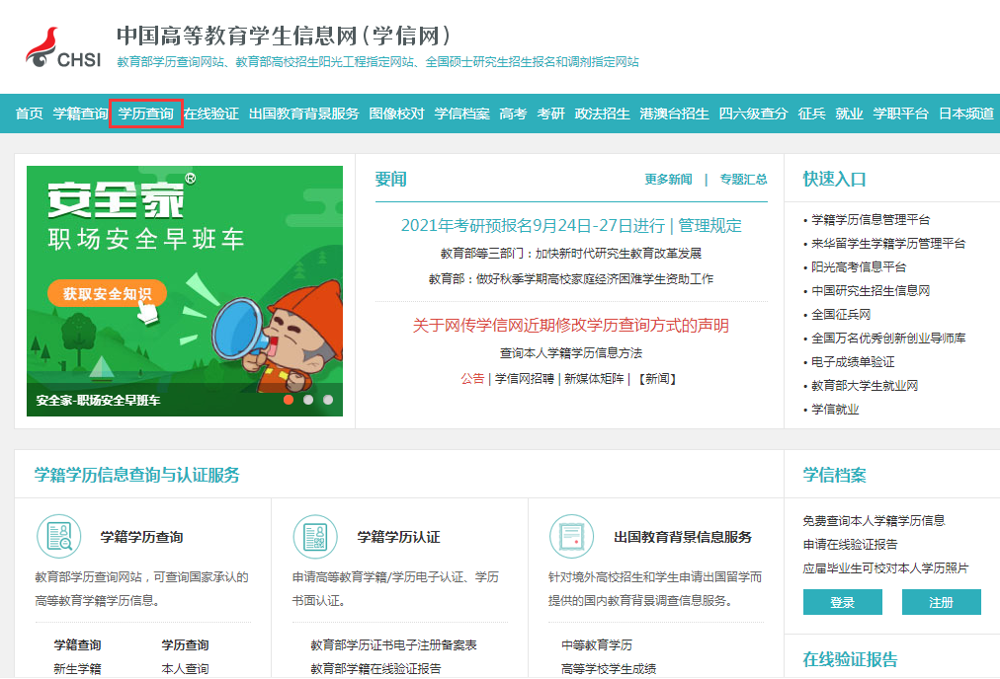 CHSI
中国高等教育学生信息网(学信网)
教育部学历查询网站、教育部高校招生阳光工程指定网站、全国硕士研究生招生报名和调剂指定网站
首页 学籍查询 学历查询 在线验证 出国教育背景服务 图像校对 学信档案 高考 考研 政法招生 港澳台招生 四六级查分 征兵 就业 学职平台 日本频道
安全家®
职场安全早班车
获取安全知识
安全家-职场安全早班车
要闻
更多新闻 | 专题汇总
2021年考研预报名9月24日-27日进行 | 管理规定
教育部等三部门：加快新时代研究生教育改革发展
教育部：做好秋季学期高校家庭经济困难学生资助工作
关于网传学信网近期修改学历查询方式的声明
查询本人学籍学历信息方法
公告 | 学信网招聘 | 新媒体矩阵 | 【新闻】
快速入口
• 学籍学历信息管理平台
• 来华留学生学籍学历管理平台
• 阳光高考信息平台
• 中国研究生招生信息网
• 全国征兵网
• 全国万名优秀创新创业导师库
• 电子成绩单验证
• 教育部大学生就业网
• 学信就业
学籍学历信息查询与认证服务
学籍学历查询
教育部学历查询网站，可查询国家承认的
高等教育学籍学历信息。
学籍查询 学历查询
新生学籍 本人查询
学籍学历认证
申请高等教育学籍/学历电子认证、学历
书面认证。
教育部学历证书电子注册备案表
教育部学籍在线验证报告
出国教育背景信息服务
针对境外高校招生和学生申请出国留学而
提供的国内教育背景调查信息服务。
中等教育学历
高等学校学生成绩
学信档案
免费查询本人学籍学历信息
申请在线验证报告
应届毕业生可校对本人学历照片
登录 注册
在线验证报告